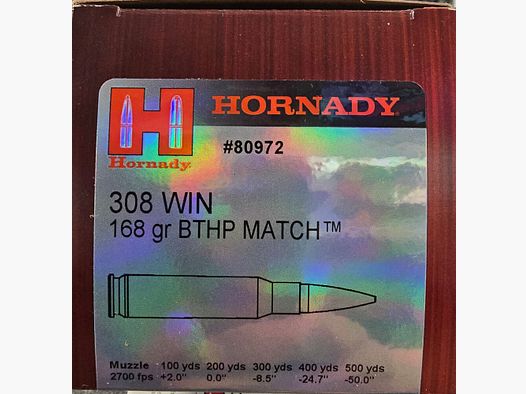 HORNADY
Hornady
#80972
308 WIN
168 gr BTHP MATCH™
Muzzle 100 yds 200 yds 300 yds 400 yds 500 yds
2700 fps +2.0" 0.0" -8.5" -24.7" -50.0"